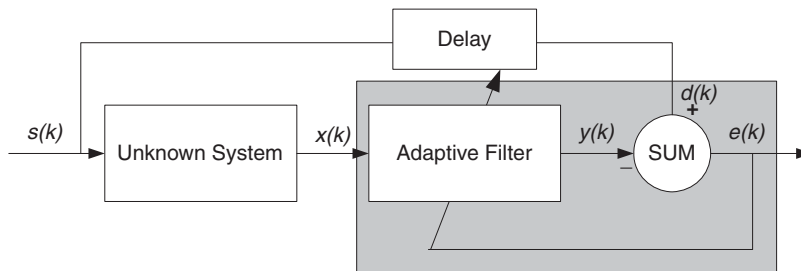 Delay
s(k)
Unknown System
x(k)
Adaptive Filter
y(k)
–
SUM
d(k)
+
e(k)